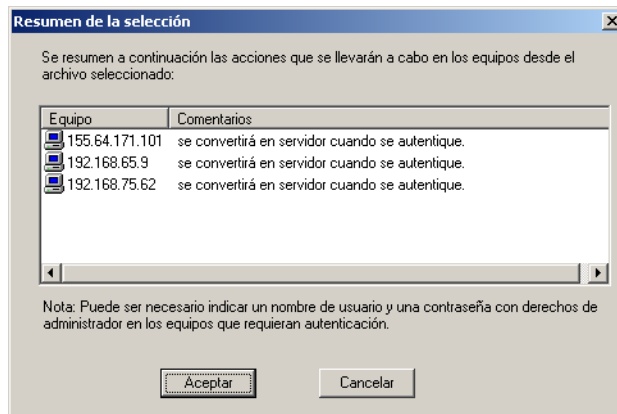 Resumen de la selección
Se resumen a continuación las acciones que se llevarán a cabo en los equipos desde el
archivo seleccionado:
Equipo Comentarios
155.64.171.101 se convertirá en servidor cuando se autentique.
192.168.65.9 se convertirá en servidor cuando se autentique.
192.168.75.62 se convertirá en servidor cuando se autentique.
Nota: Puede ser necesario indicar un nombre de usuario y una contraseña con derechos de
administrador en los equipos que requieran autenticación.
Aceptar Cancelar